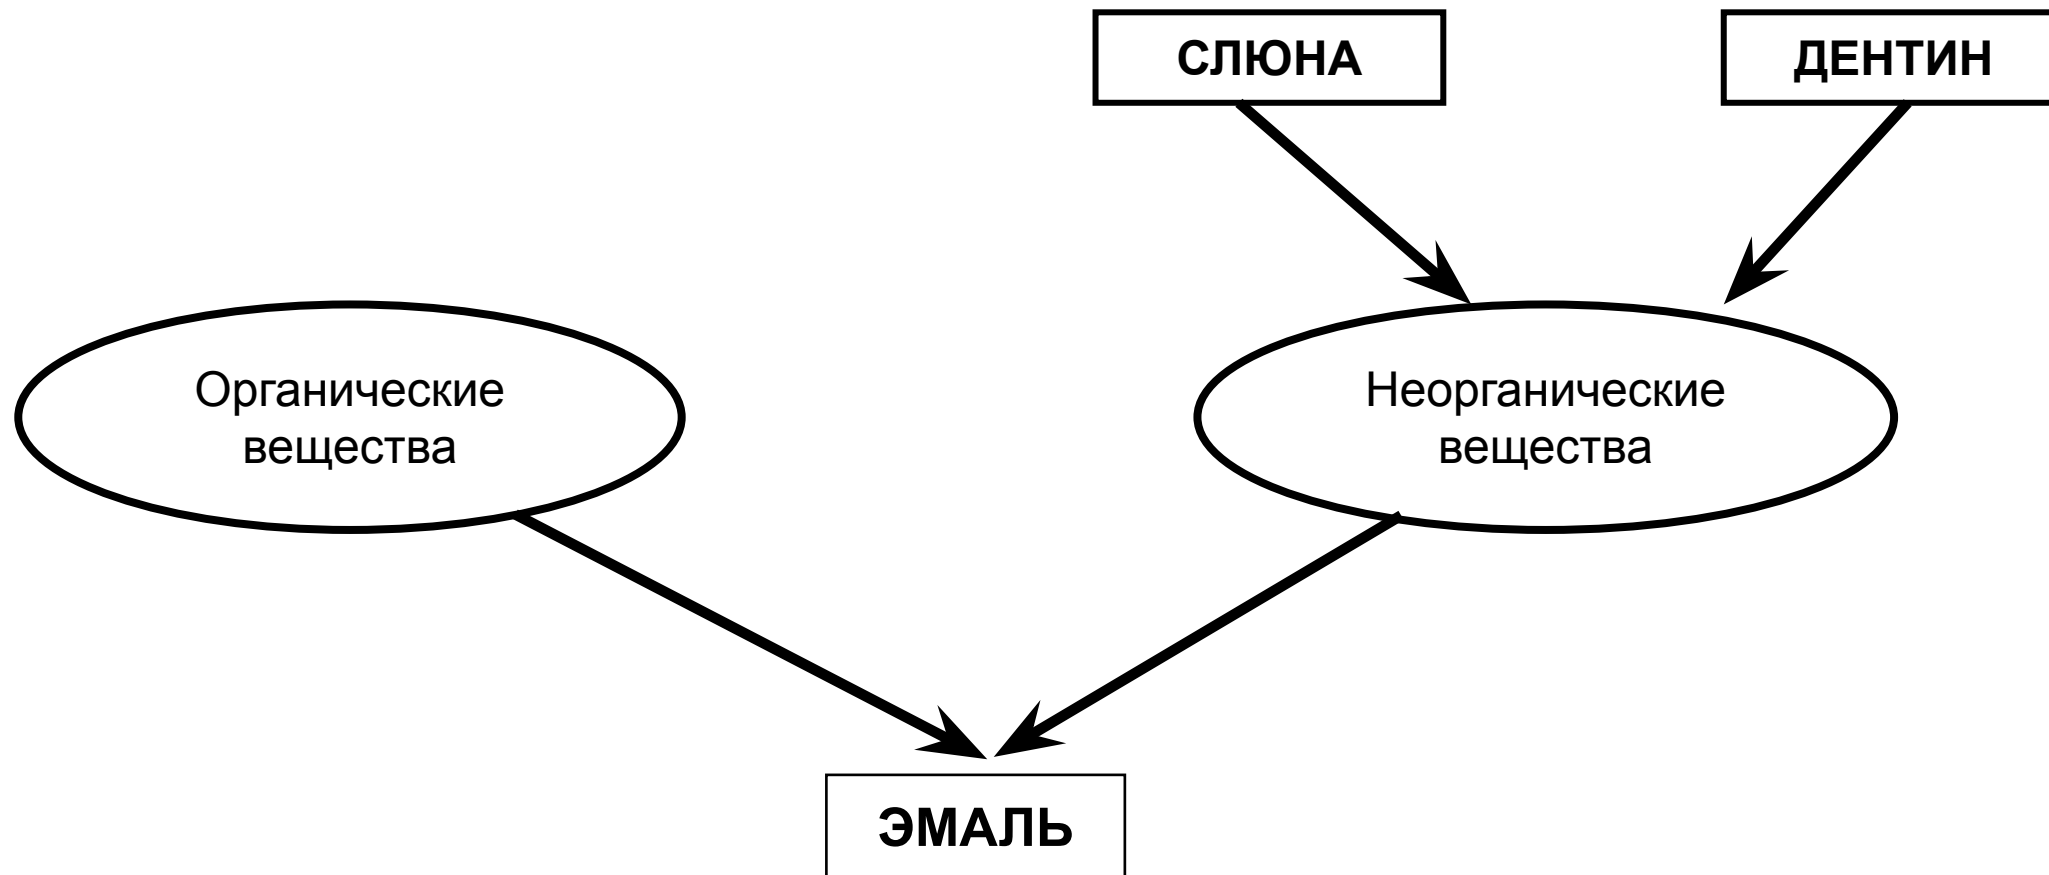 СЛЮНА
ДЕНТИН
Органические
вещества
Неорганические
вещества
ЭМАЛЬ